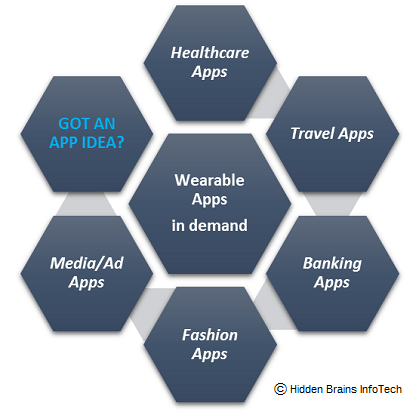 Healthcare
Apps
GOT AN
APP IDEA?
Travel Apps
Wearable
Apps
in demand
Media/Ad
Apps
Banking
Apps
Fashion
Apps
© Hidden Brains InfoTech